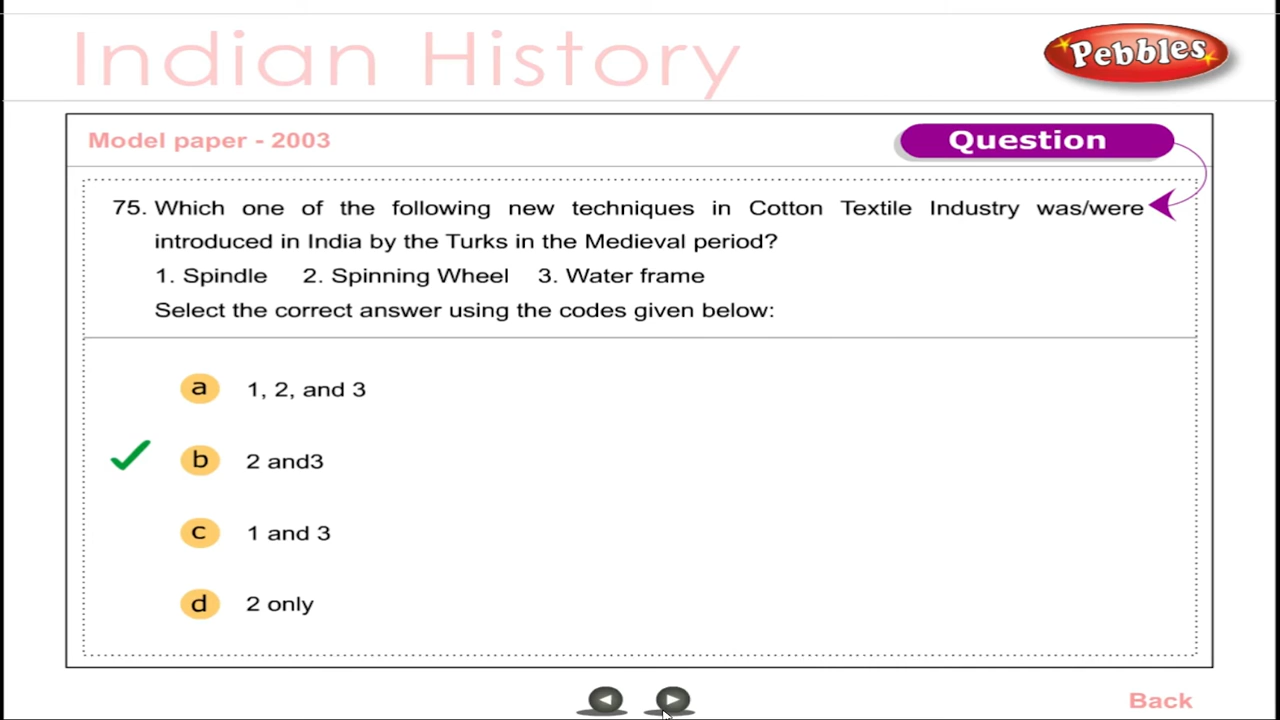 Indian History
Pebbles
Model paper - 2003
Question
75. Which one of the following new techniques in Cotton Textile Industry was/were
introduced in India by the Turks in the Medieval period?
1. Spindle 2. Spinning Wheel 3. Water frame
Select the correct answer using the codes given below:
a 1, 2, and 3
b 2 and3
c 1 and 3
d 2 only
Back